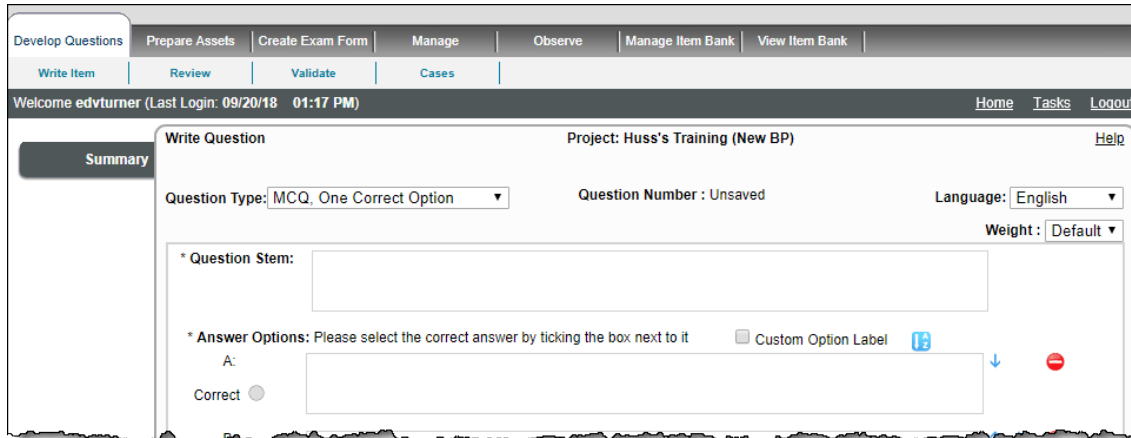 Develop Questions Prepare Assets Create Exam Form Manage Observe Manage Item Bank View Item Bank
Write Item Review Validate Cases
Welcome edvturner (Last Login: 09/20/18 01:17 PM) Home Tasks Logout
Summary
Write Question Project: Huss's Training (New BP) Help
Question Type: MCQ, One Correct Option Question Number : Unsaved Language: English
Weight : Default
* Question Stem:
* Answer Options: Please select the correct answer by ticking the box next to it Custom Option Label
A:
Correct